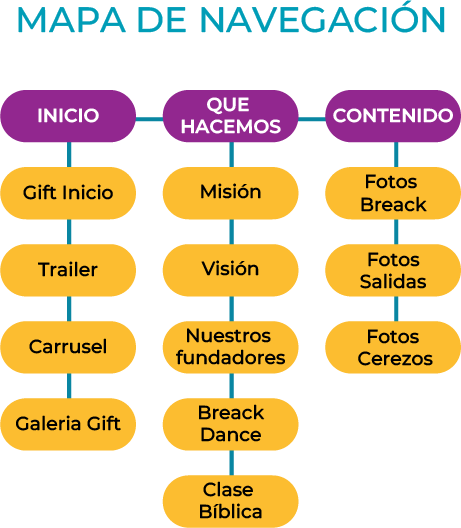 MAPA DE NAVEGACIÓN
INICIO
Gift Inicio
Trailer
Carrusel
Galeria Gift
QUE
HACEMOS
Misión
Visión
Nuestros
fundadores
Breack
Dance
Clase
Bíblica
CONTENIDO
Fotos
Breack
Fotos
Salidas
Fotos
Cerezos